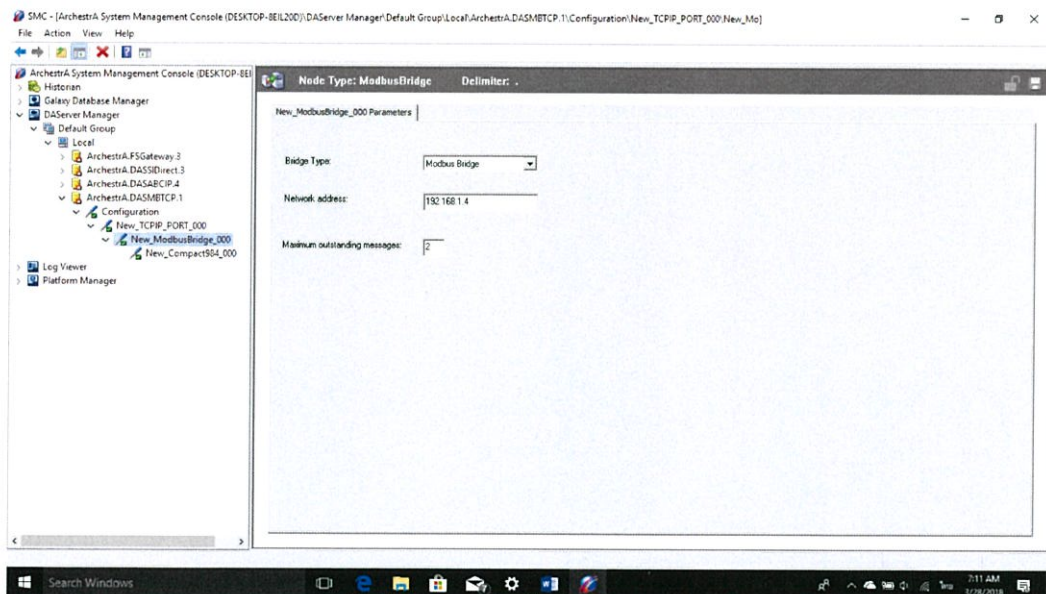 SMC - [ArchestrA System Management Console (DESKTOP-8EIL20D)\DAServer Manager\Default Group\Local\ArchestrA.DASMBTCP.1\Configuration\New_TCPIP_PORT_000\New_Mo]
File Action View Help
ArchestrA System Management Console (DESKTOP-8EI
Historian
Galaxy Database Manager
DAServer Manager
Default Group
Local
ArchestrA.FSGateway.3
ArchestrA.DASSIDirect.3
ArchestrA.DASABCIP.4
ArchestrA.DASMBTCP.1
Configuration
New_TCPIP_PORT_000
New_ModbusBridge_000
New_Compact984_000
Log Viewer
Platform Manager
Node Type: ModbusBridge Delimiter: .
New_ModbusBridge_000 Parameters
Bridge Type: Modbus Bridge
Network address: 192.168.1.4
Maximum outstanding messages: 2
Search Windows
7:11 AM
3/28/2018